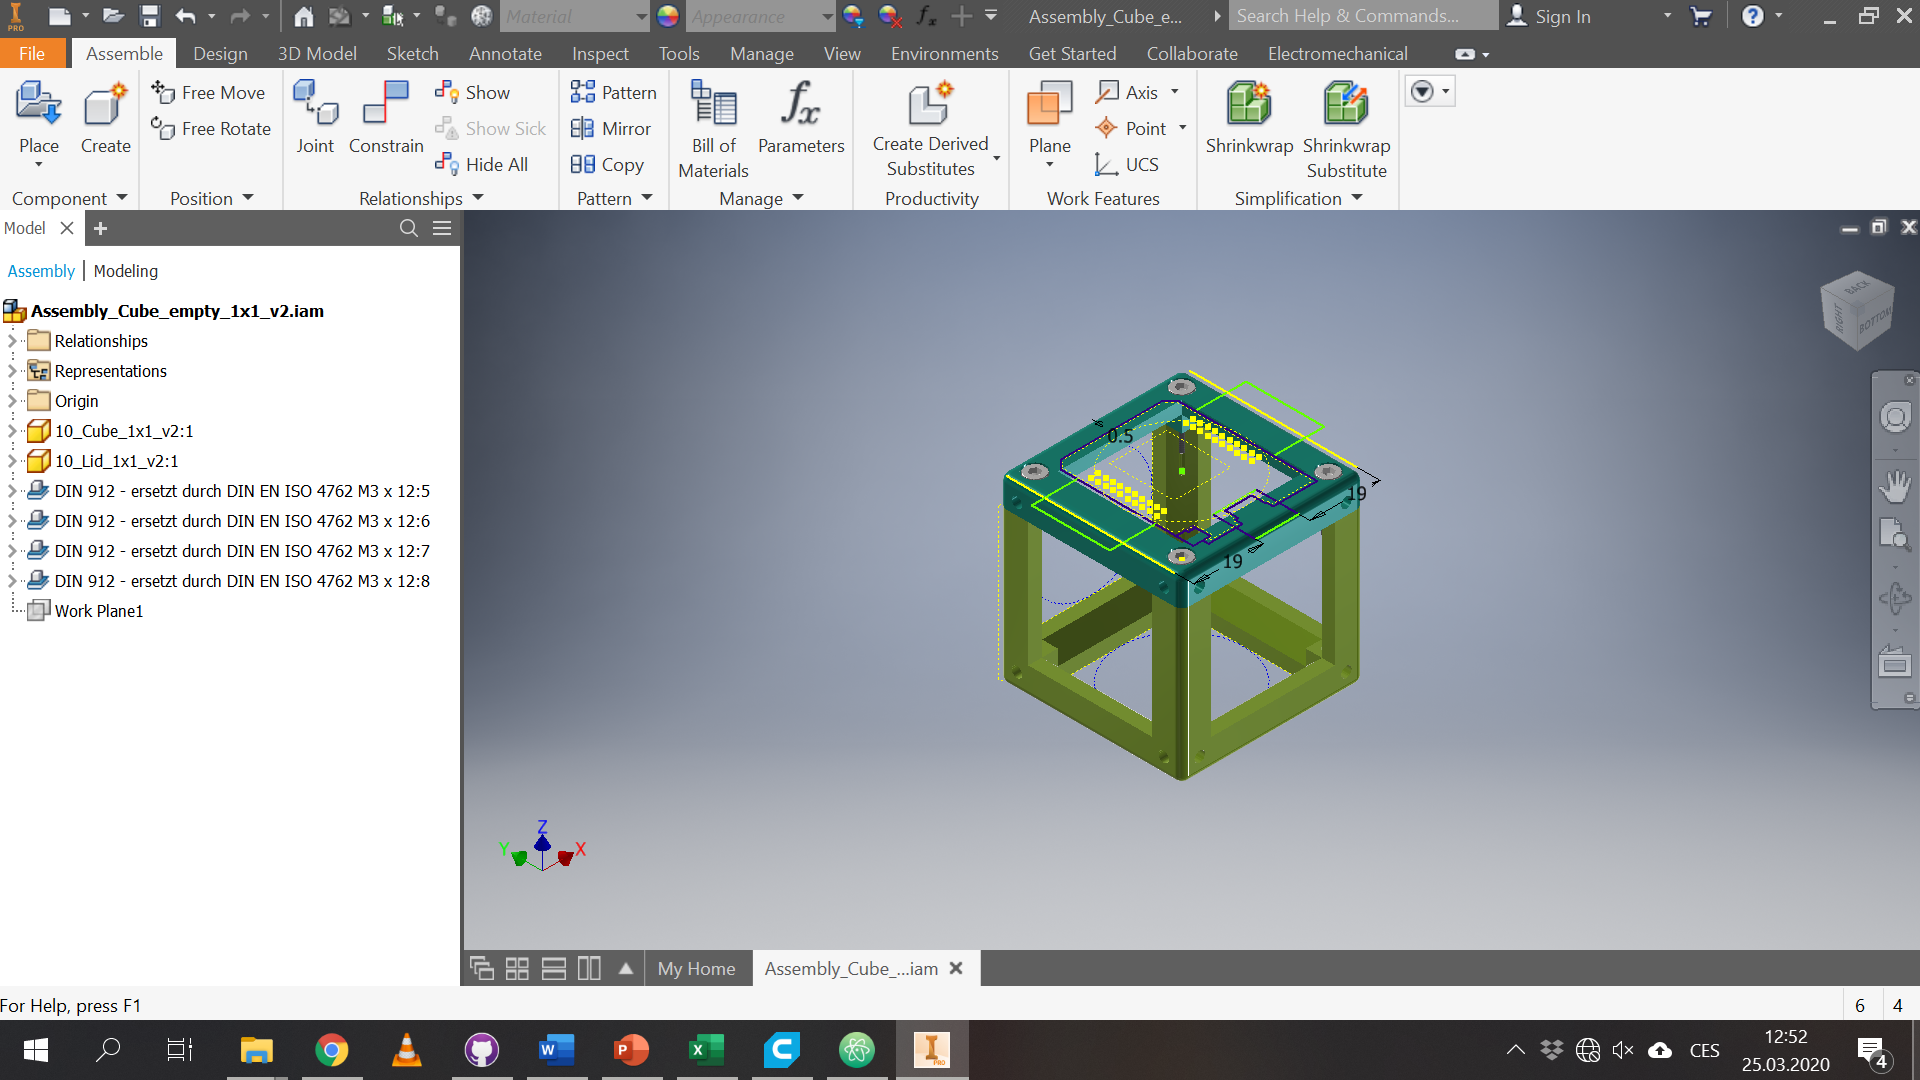 PRO
Material
Appearance
Assembly_Cube_e...
Search Help & Commands...
Sign In
File
Assemble
Design
3D Model
Sketch
Annotate
Inspect
Tools
Manage
View
Environments
Get Started
Collaborate
Electromechanical
Place
Create
Free Move
Free Rotate
Joint
Constrain
Show
Show Sick
Hide All
Pattern
Mirror
Copy
Bill of
Materials
Parameters
Create Derived
Substitutes
Plane
Axis
Point
UCS
Shrinkwrap
Shrinkwrap
Substitute
Component
Position
Relationships
Pattern
Manage
Productivity
Work Features
Simplification
Model
Assembly
Modeling
Assembly_Cube_empty_1x1_v2.iam
Relationships
Representations
Origin
10_Cube_1x1_v2:1
10_Lid_1x1_v2:1
DIN 912 - ersetzt durch DIN EN ISO 4762 M3 x 12:5
DIN 912 - ersetzt durch DIN EN ISO 4762 M3 x 12:6
DIN 912 - ersetzt durch DIN EN ISO 4762 M3 x 12:7
DIN 912 - ersetzt durch DIN EN ISO 4762 M3 x 12:8
Work Plane1
BACK
RIGHT
BOTTOM
0.5
19
19
Z
Y
X
My Home
Assembly_Cube_...iam
For Help, press F1
6
4
CES
12:52
25.03.2020
4